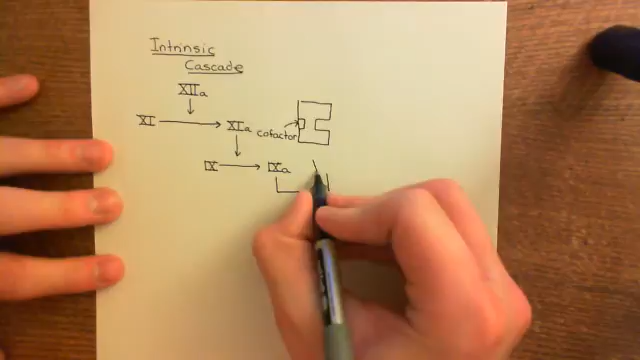 Intrinsic
Cascade
XIIa
XI XIa cofactor
IX IXa